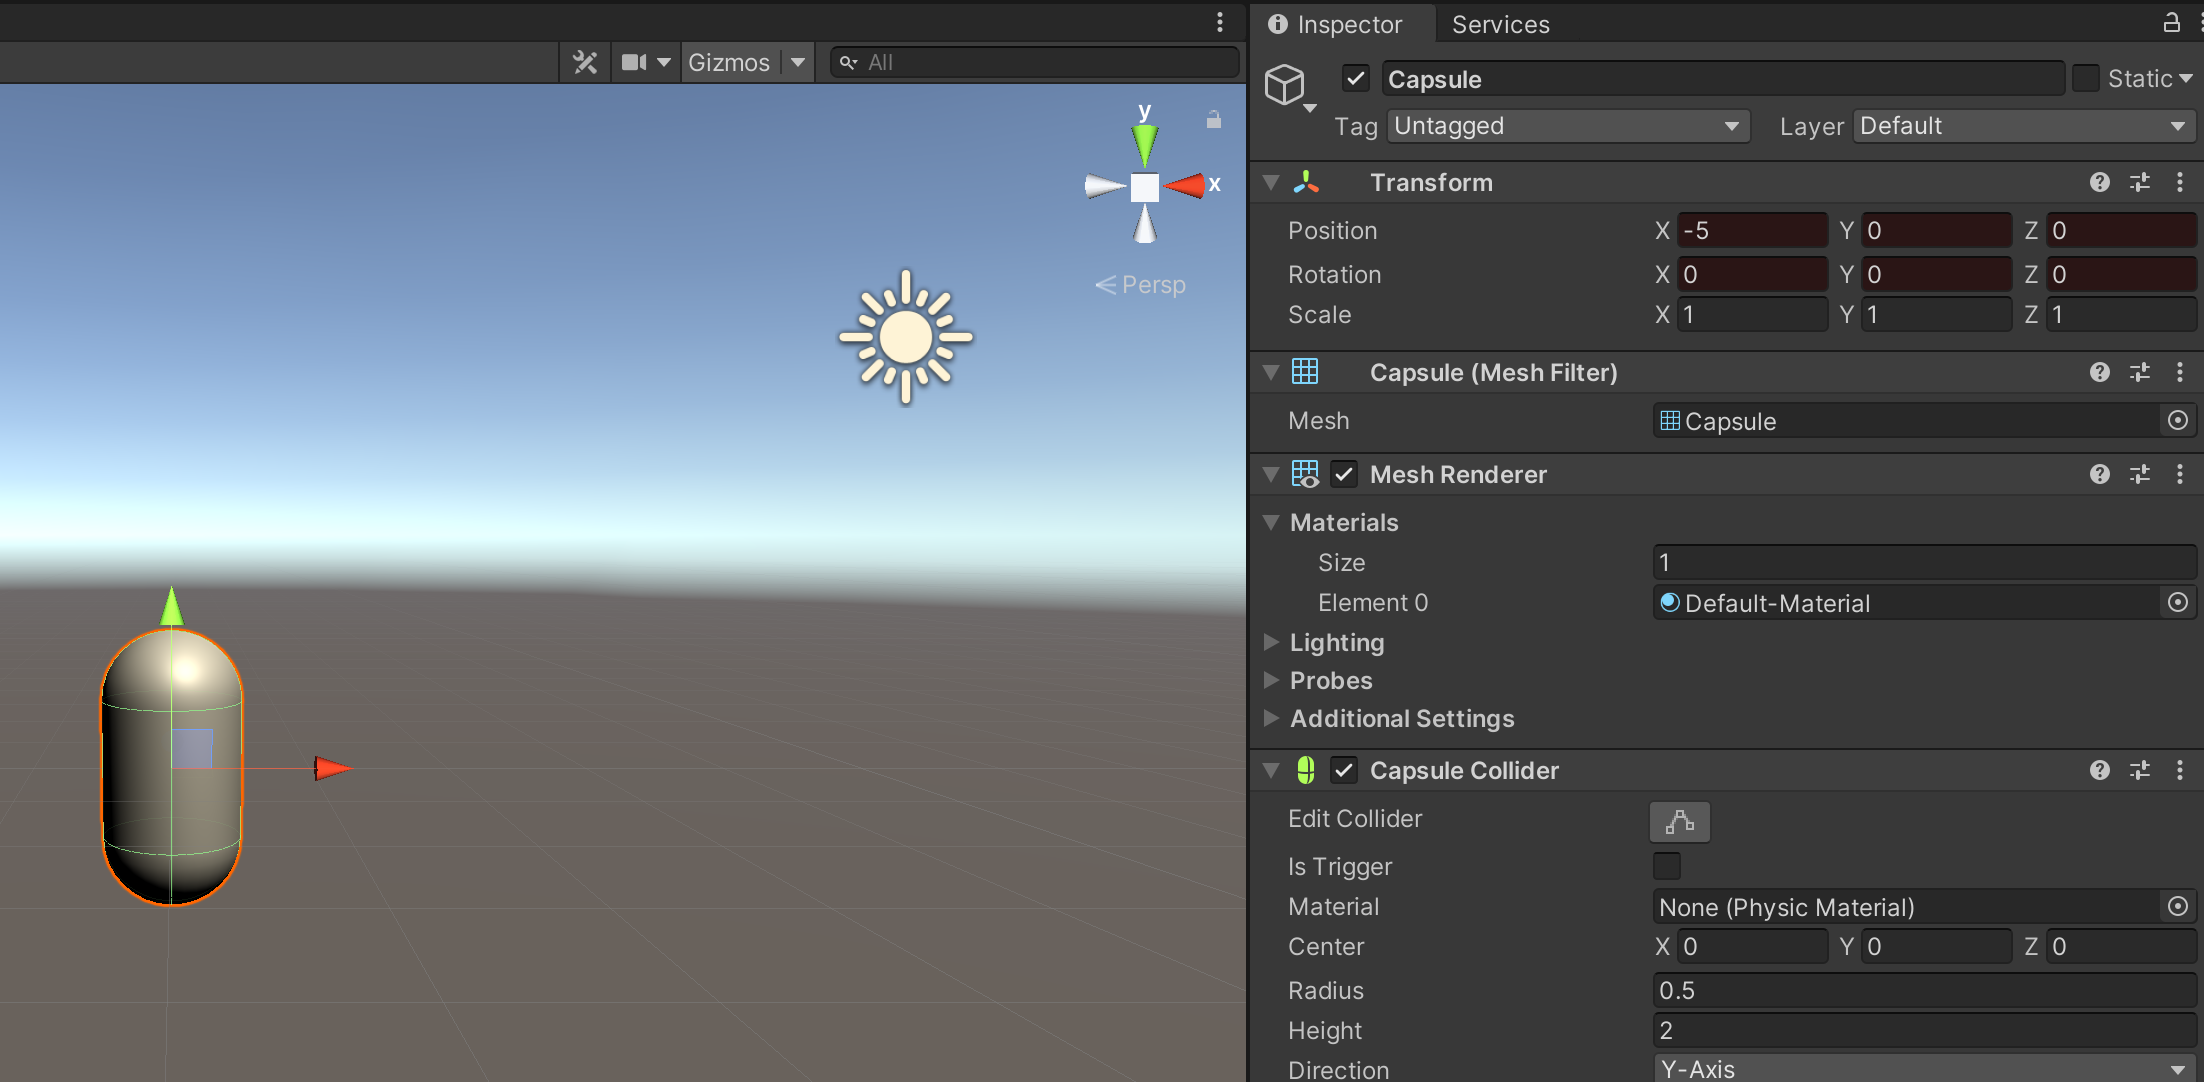 Inspector Services
Gizmos All
Capsule Static
Tag Untagged Layer Default
y
x
Persp
Transform
Position X -5 Y 0 Z 0
Rotation X 0 Y 0 Z 0
Scale X 1 Y 1 Z 1
Capsule (Mesh Filter)
Mesh Capsule
Mesh Renderer
Materials
Size 1
Element 0 Default-Material
Lighting
Probes
Additional Settings
Capsule Collider
Edit Collider
Is Trigger
Material None (Physic Material)
Center X 0 Y 0 Z 0
Radius 0.5
Height 2
Direction Y-Axis